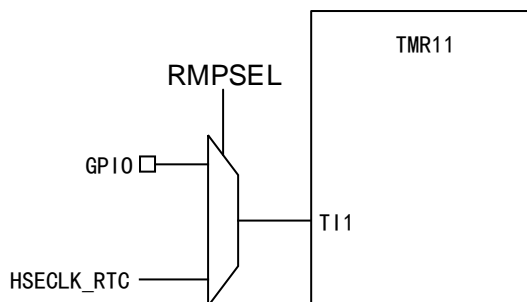 TMR11
RMPSEL
GPIO
TI1
HSECLK_RTC